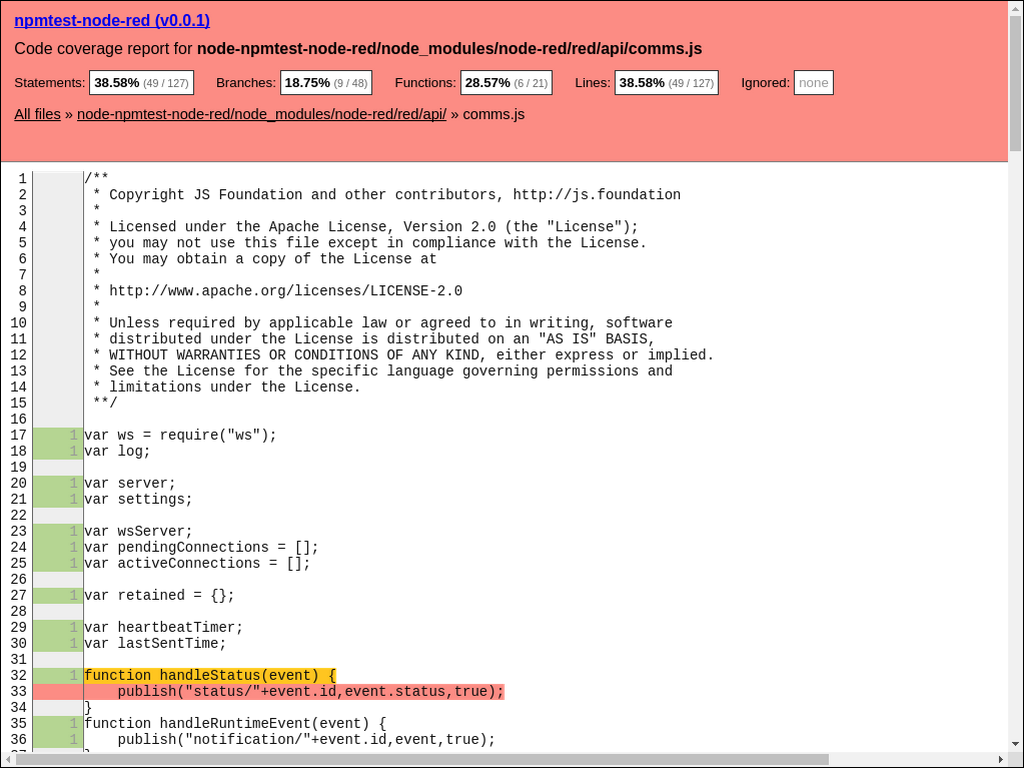 npmtest-node-red (v0.0.1)
Code coverage report for node-npmtest-node-red/node_modules/node-red/red/api/comms.js
Statements: 38.58% (49 / 127) Branches: 18.75% (9 / 48) Functions: 28.57% (6 / 21) Lines: 38.58% (49 / 127) Ignored: none
All files » node-npmtest-node-red/node_modules/node-red/red/api/ » comms.js
1 /**
2 * Copyright JS Foundation and other contributors, http://js.foundation
3 *
4 * Licensed under the Apache License, Version 2.0 (the "License");
5 * you may not use this file except in compliance with the License.
6 * You may obtain a copy of the License at
7 *
8 * http://www.apache.org/licenses/LICENSE-2.0
9 *
10 * Unless required by applicable law or agreed to in writing, software
11 * distributed under the License is distributed on an "AS IS" BASIS,
12 * WITHOUT WARRANTIES OR CONDITIONS OF ANY KIND, either express or implied.
13 * See the License for the specific language governing permissions and
14 * limitations under the License.
15 **/
16
17 1 var ws = require("ws");
18 1 var log;
19
20 1 var server;
21 1 var settings;
22
23 1 var wsServer;
24 1 var pendingConnections = [];
25 1 var activeConnections = [];
26
27 1 var retained = {};
28
29 1 var heartbeatTimer;
30 1 var lastSentTime;
31
32 1 function handleStatus(event) {
33 publish("status/"+event.id,event.status,true);
34 }
35 1 function handleRuntimeEvent(event) {
36 1 publish("notification/"+event.id,event,true);